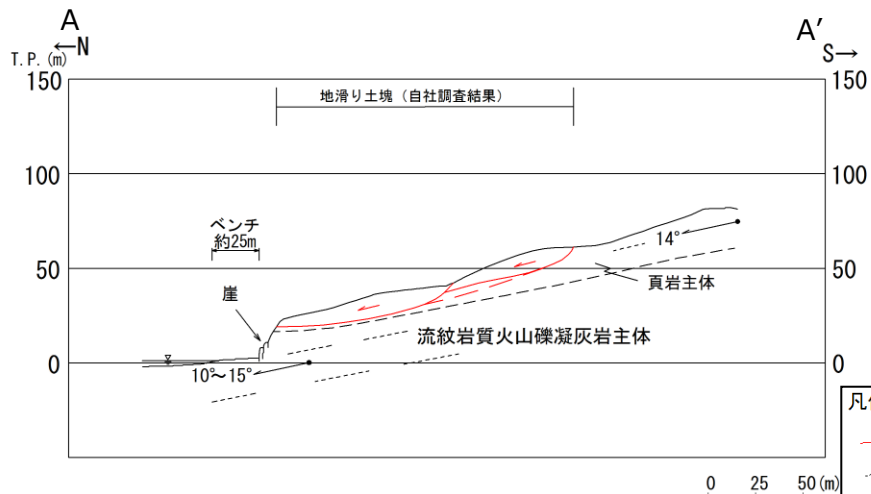 A
A′
←N
S→
T.P.(m)
150
150
地滑り土塊（自社調査結果）
100
100
ベンチ
約25m
14°
50
50
頁岩主体
崖
流紋岩質火山礫凝灰岩主体
0
0
10°～15°
凡
0 25 50(m)